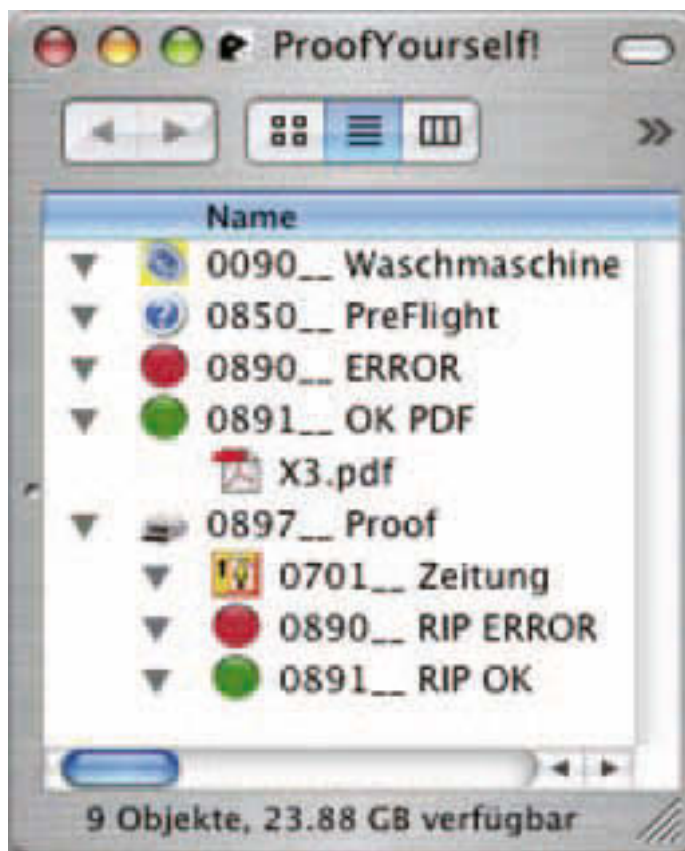 ProofYourself!
Name
0090__ Waschmaschine
0850__ PreFlight
0890__ ERROR
0891__ OK PDF
X3.pdf
0897__ Proof
0701__ Zeitung
0890__ RIP ERROR
0891__ RIP OK
9 Objekte, 23.88 GB verfügbar